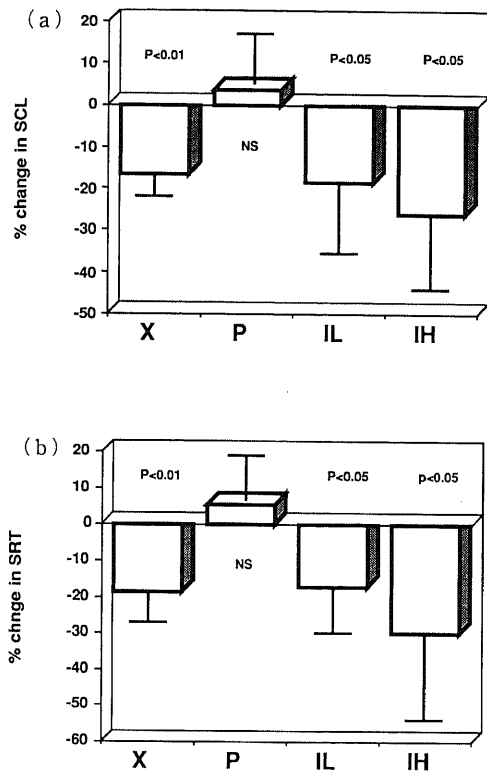 (a)
20
10
0
-10
-20
-30
-40
-50
% change in SCL
P<0.01
P<0.05
P<0.05
NS
X P IL IH
(b)
20
10
0
-10
-20
-30
-40
-50
-60
% chnge in SRT
P<0.01
P<0.05
p<0.05
NS
X P IL IH